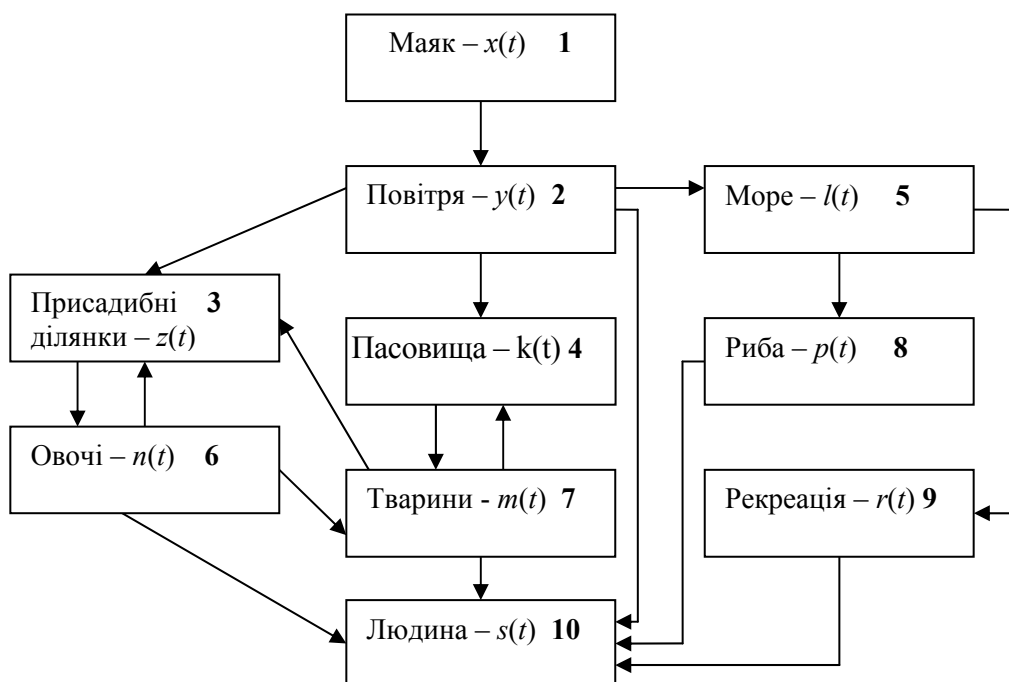 Маяк – x(t) 1
Повітря – y(t) 2
Море – l(t) 5
Присадибні 3
ділянки – z(t)
Пасовища – k(t) 4
Риба – p(t) 8
Овочі – n(t) 6
Тварини - m(t) 7
Рекреація – r(t) 9
Людина – s(t) 10